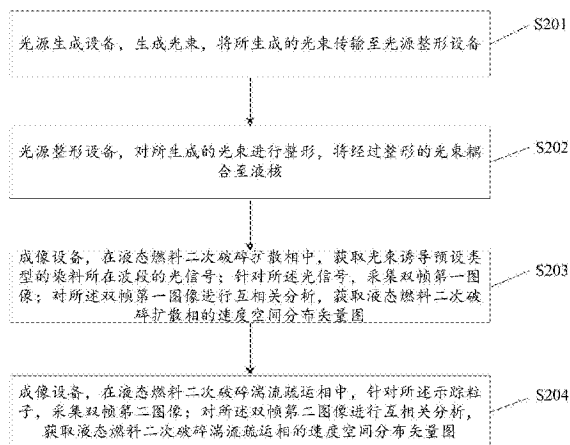 S201
光源生成设备，生成光束，将所生成的光束传输至光源整形设备
S202
光源整形设备，对所生成的光束进行整形，将经过整形的光束耦
合至液核
S203
成像设备，在液态燃料二次破碎扩散相中，获取光束诱导预设类
型的染料所在波段的光信号；针对所述光信号，采集双帧第一图
像；对所述双帧第一图像进行互相关分析，获取液态燃料二次破
碎扩散相的速度空间分布矢量图
S204
成像设备，在液态燃料二次破碎湍流疏运相中，针对所述示踪粒
子，采集双帧第二图像；对所述双帧第二图像进行互相关分析，
获取液态燃料二次破碎湍流疏运相的速度空间分布矢量图